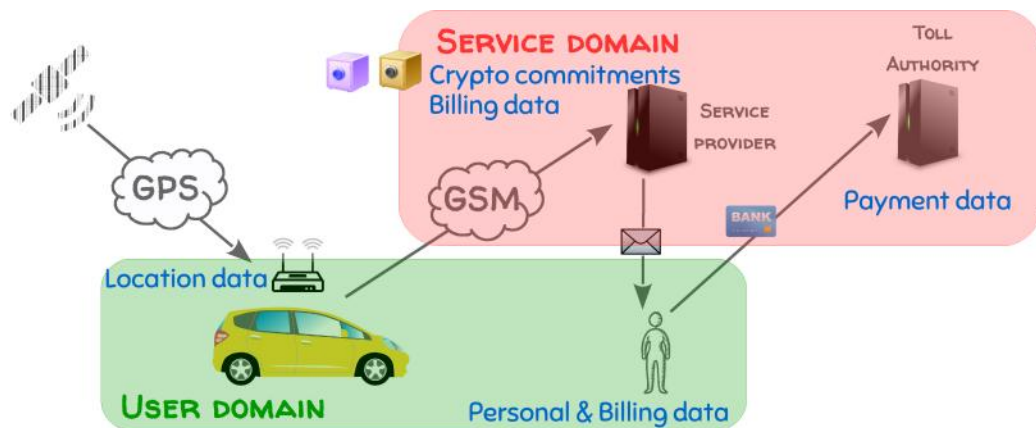 SERVICE DOMAIN
Crypto commitments
Billing data
TOLL
AUTHORITY
SERVICE
PROVIDER
GPS
GSM
BANK
Payment data
Location data
USER DOMAIN
Personal & Billing data